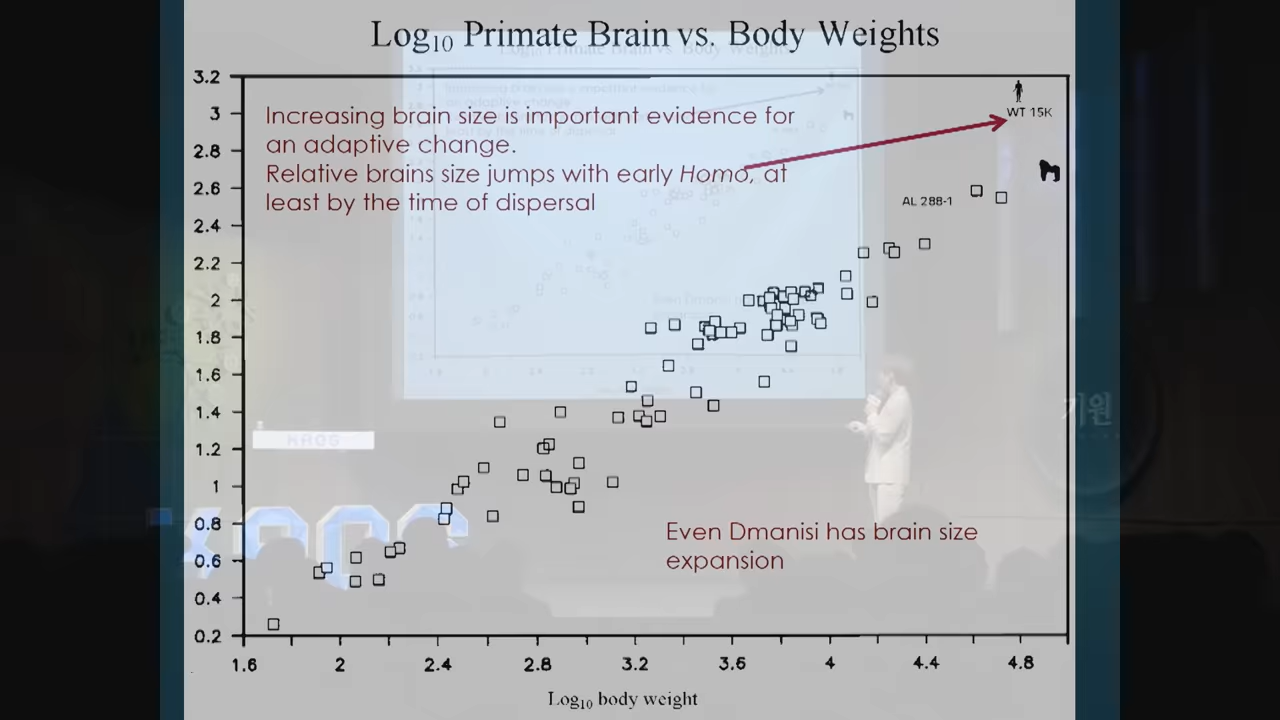 Log10 Primate Brain vs. Body Weights
3.2
3
2.8
2.6
2.4
2.2
2
1.8
1.6
1.4
1.2
1
0.8
0.6
0.4
0.2
Increasing brain size is important evidence for
an adaptive change.
Relative brains size jumps with early Homo, at
least by the time of dispersal
WT 15K
AL 288-1
기원
KAOS
Even Dmanisi has brain size
expansion
1.6
2
2.4
2.8
3.2
3.6
4
4.4
4.8
Log10 body weight